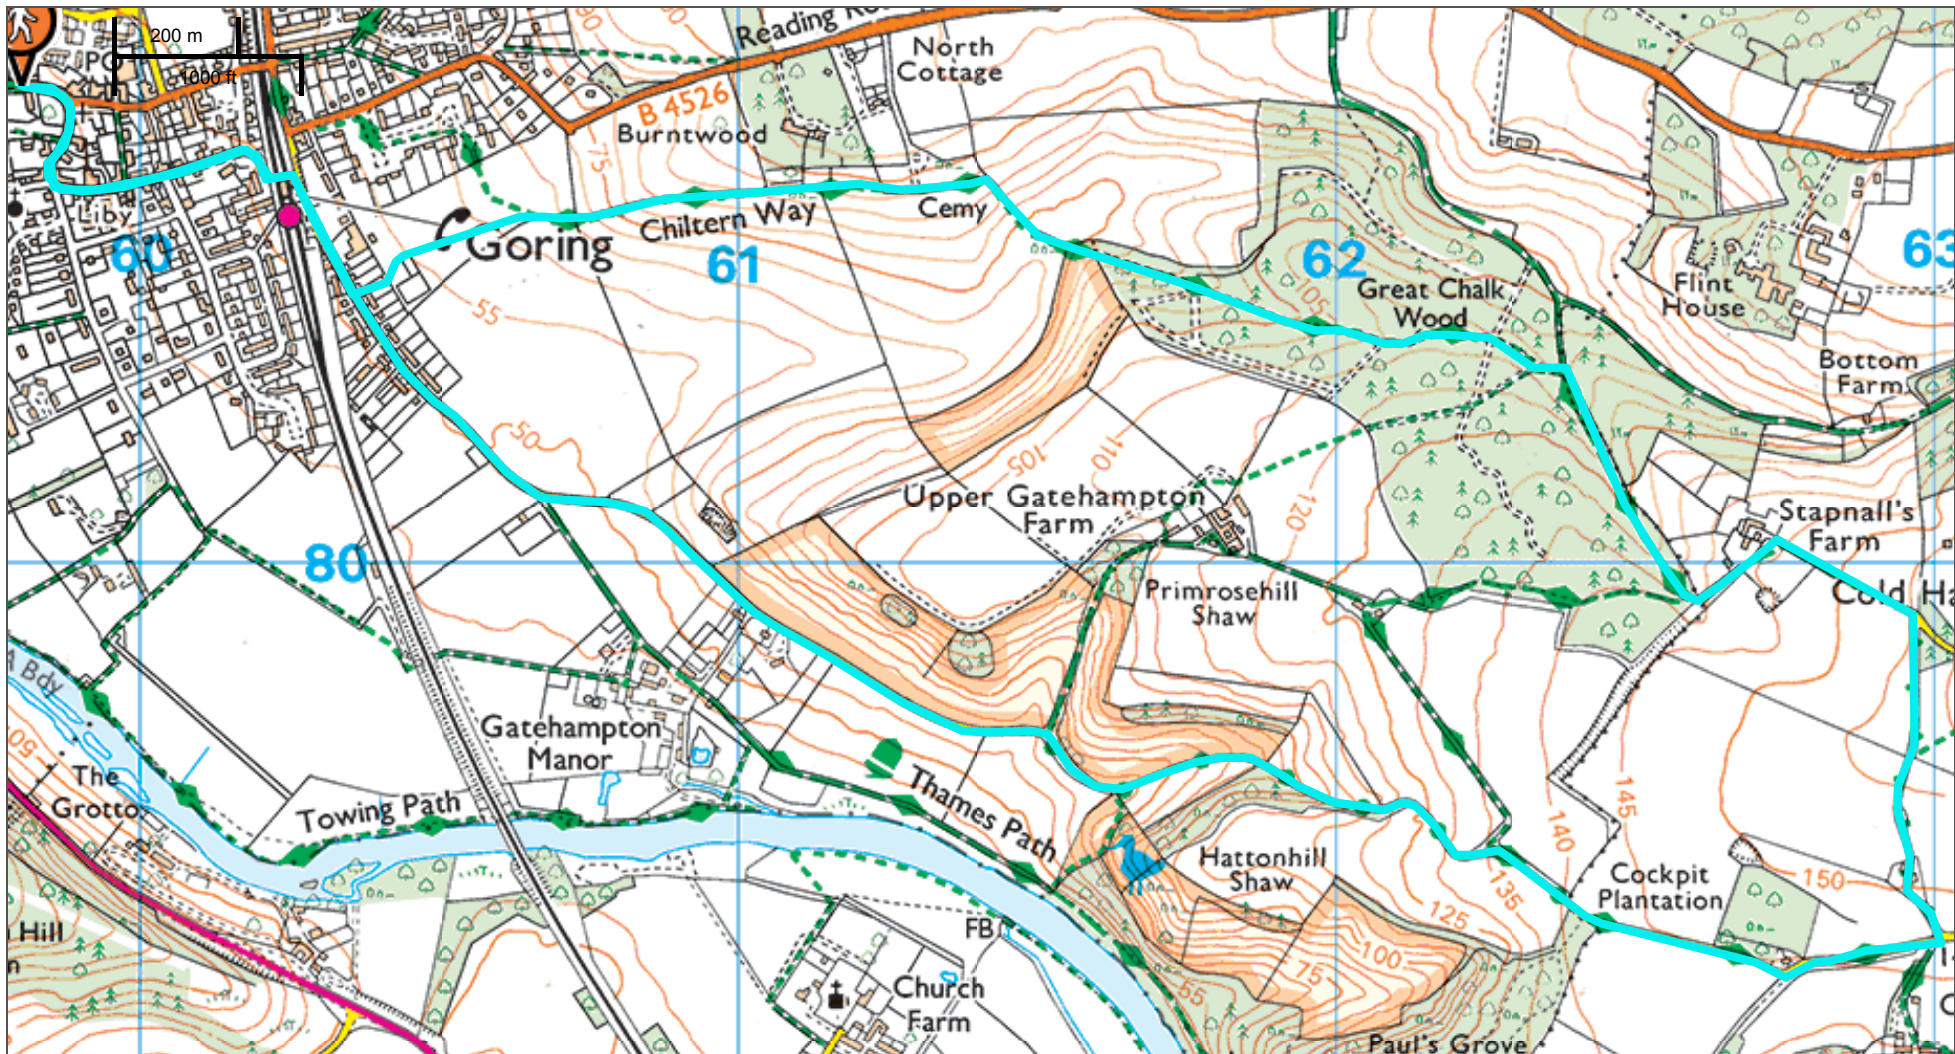 200 m
1000 ft
PO
Reading Ro
North
Cottage
B 4526
Burntwood
75
Liby
60
Goring
Chiltern Way
Cemy
61
62
63
105
Great Chalk
Wood
Flint
House
Bottom
Farm
55
50
105
110
120
Upper Gatehampton
Farm
80
Stapnall's
Farm
Cold Ha
Primrosehill
Shaw
A Bdy
50
Gatehampton
Manor
The
Grotto
Towing Path
Thames Path
145
140
Hattonhill
Shaw
135
125
Cockpit
Plantation
150
Hill
n
FB
Church
Farm
100
75
55
Paul's Grove